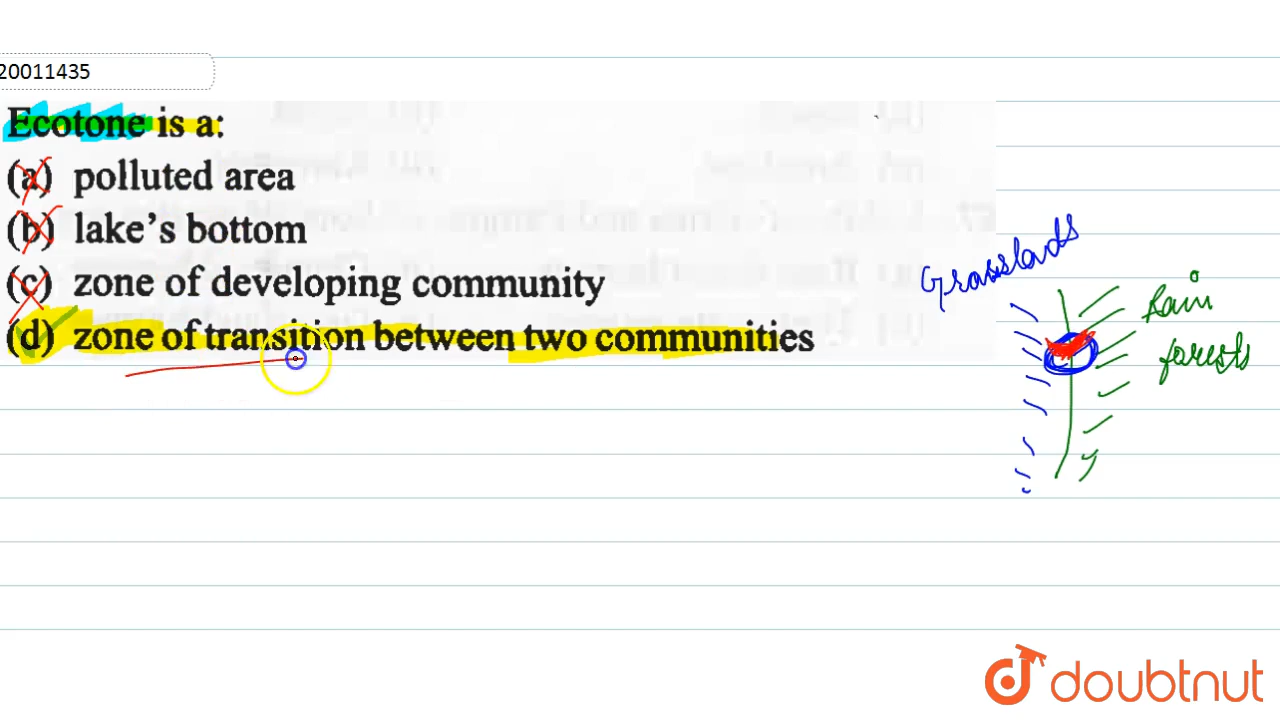 20011435
Ecotone is a:
(a) polluted area
(b) lake's bottom
(c) zone of developing community
(d) zone of transition between two communities
Grasslads
Rain
forests
doubtnut